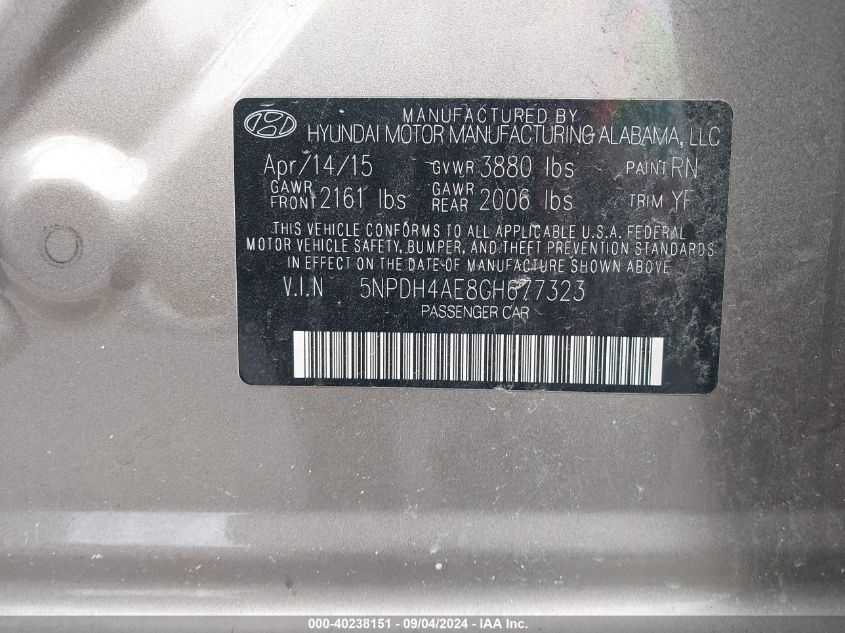 MANUFACTURED BY
HYUNDAI MOTOR MANUFACTURING ALABAMA, LLC
Apr/14/15 GVWR 3880 lbs PAINT RN
GAWR FRONT 2161 lbs GAWR REAR 2006 lbs TRIM YF
THIS VEHICLE CONFORMS TO ALL APPLICABLE U.S.A. FEDERAL
MOTOR VEHICLE SAFETY, BUMPER, AND THEFT PREVENTION STANDARDS
IN EFFECT ON THE DATE OF MANUFACTURE SHOWN ABOVE
V.I.N 5NPDH4AE8GH677323
PASSENGER CAR
000-40238151 - 09/04/2024 - IAA Inc.